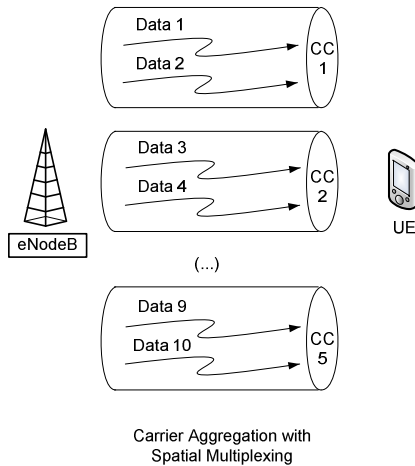 Data 1
Data 2
CC
1
Data 3
Data 4
CC
2
eNodeB
UE
(...)
Data 9
Data 10
CC
5
Carrier Aggregation with
Spatial Multiplexing